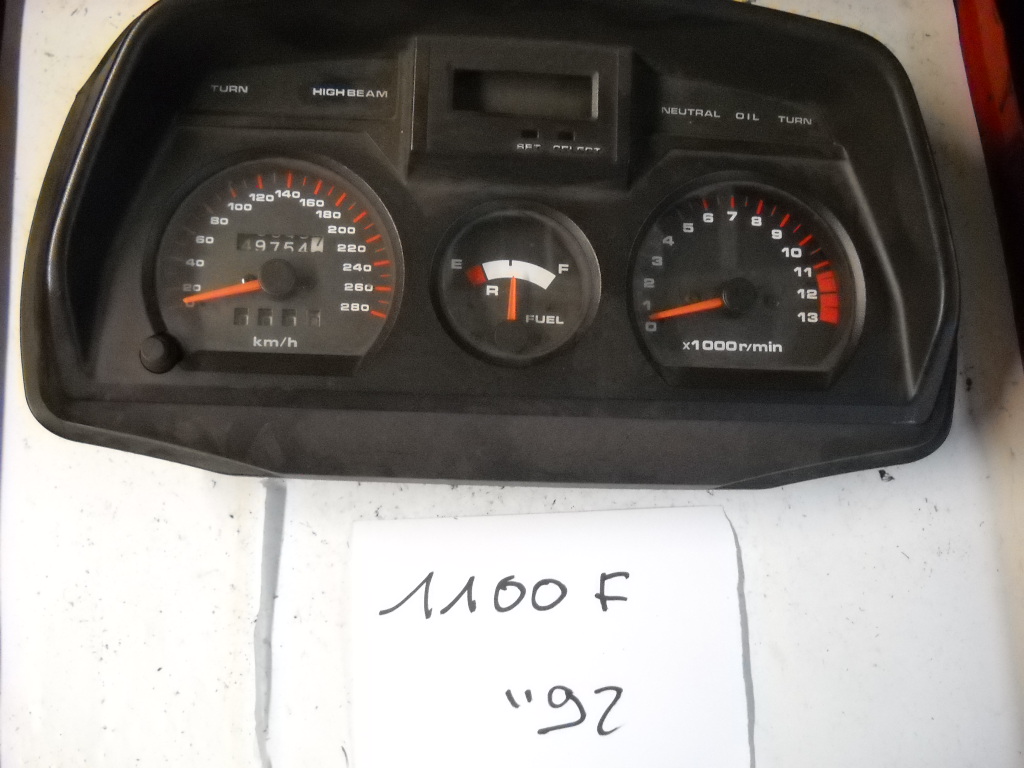 TURN HIGH BEAM
NEUTRAL OIL TURN
SET SELECT
20 40 60 80 100 120 140 160 180 200 220 240 260 280
49754
km/h
E F
R
FUEL
0 1 2 3 4 5 6 7 8 9 10 11 12 13
x1000r/min
1100 F
"92